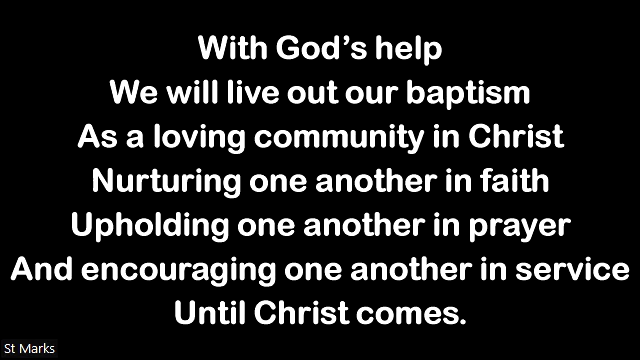 With God’s help
We will live out our baptism
As a loving community in Christ
Nurturing one another in faith
Upholding one another in prayer
And encouraging one another in service
Until Christ comes.
St Marks